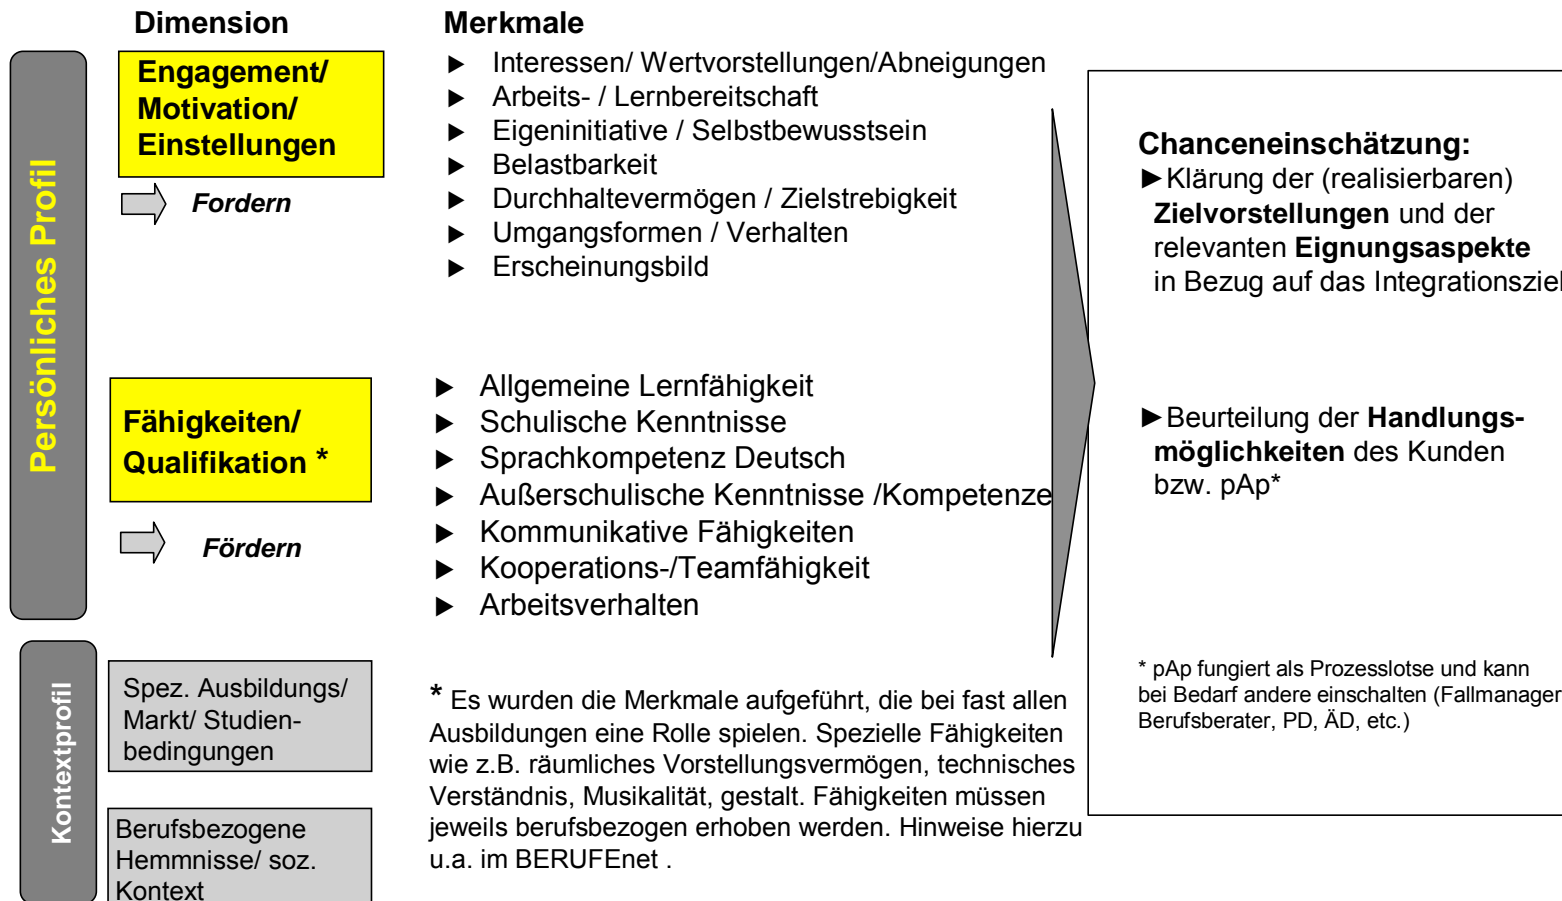 Dimension
Merkmale
Persönliches Profil
Engagement/
Motivation/
Einstellungen
Fordern
► Interessen/ Wertvorstellungen/Abneigungen
► Arbeits- / Lernbereitschaft
► Eigeninitiative / Selbstbewusstsein
► Belastbarkeit
► Durchhaltevermögen / Zielstrebigkeit
► Umgangsformen / Verhalten
► Erscheinungsbild
Fähigkeiten/
Qualifikation *
Fördern
► Allgemeine Lernfähigkeit
► Schulische Kenntnisse
► Sprachkompetenz Deutsch
► Außerschulische Kenntnisse /Kompetenze
► Kommunikative Fähigkeiten
► Kooperations-/Teamfähigkeit
► Arbeitsverhalten
Kontextprofil
Spez. Ausbildungs/
Markt/ Studien-
bedingungen
Berufsbezogene
Hemmnisse/ soz.
Kontext
* Es wurden die Merkmale aufgeführt, die bei fast allen
Ausbildungen eine Rolle spielen. Spezielle Fähigkeiten
wie z.B. räumliches Vorstellungsvermögen, technisches
Verständnis, Musikalität, gestalt. Fähigkeiten müssen
jeweils berufsbezogen erhoben werden. Hinweise hierzu
u.a. im BERUFEnet .
Chanceneinschätzung:
►Klärung der (realisierbaren)
Zielvorstellungen und der
relevanten Eignungsaspekte
in Bezug auf das Integrationsziel
►Beurteilung der Handlungs-
möglichkeiten des Kunden
bzw. pAp*
* pAp fungiert als Prozesslotse und kann
bei Bedarf andere einschalten (Fallmanager
Berufsberater, PD, ÄD, etc.)